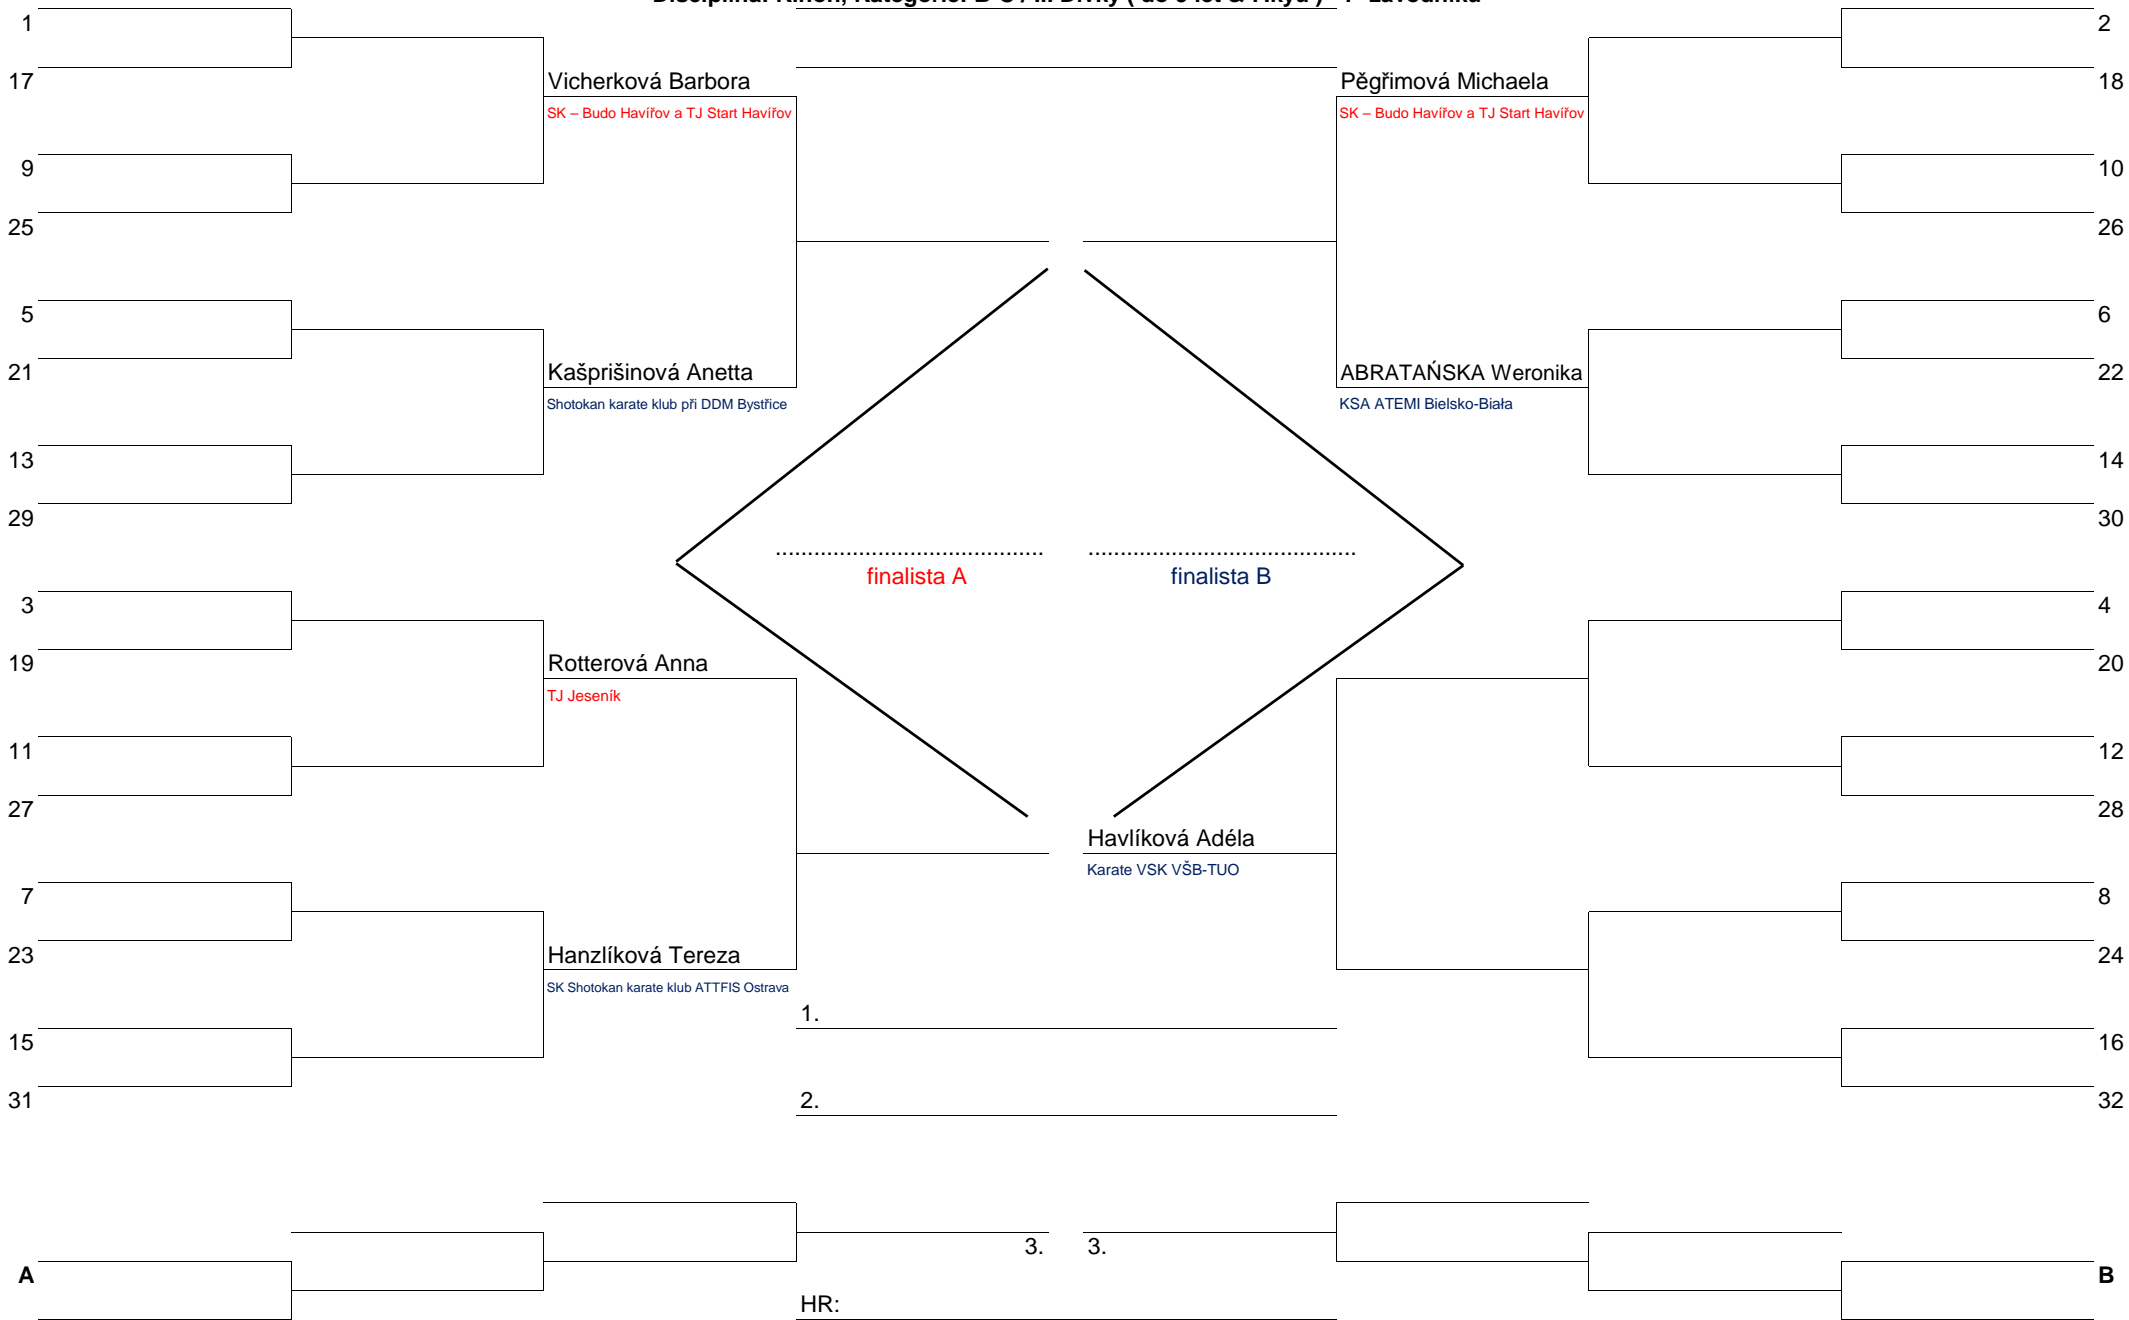 1
17
9
25
5
21
13
29
3
19
11
27
7
23
15
31
A
Vicherková Barbora
SK – Budo Havířov a TJ Start Havířov
Kašprišinová Anetta
Shotokan karate klub při DDM Bystřice
Rotterová Anna
TJ Jeseník
Hanzlíková Tereza
SK Shotokan karate klub ATTFIS Ostrava
.......................................... ..........................................
finalista A finalista B
Havlíková Adéla
Karate VSK VŠB-TUO
1.
2.
3. 3.
HR:
Pěgřimová Michaela
SK – Budo Havířov a TJ Start Havířov
ABRATAŃSKA Weronika
KSA ATEMI Bielsko-Biała
2
18
10
26
6
22
14
30
4
20
12
28
8
24
16
32
B